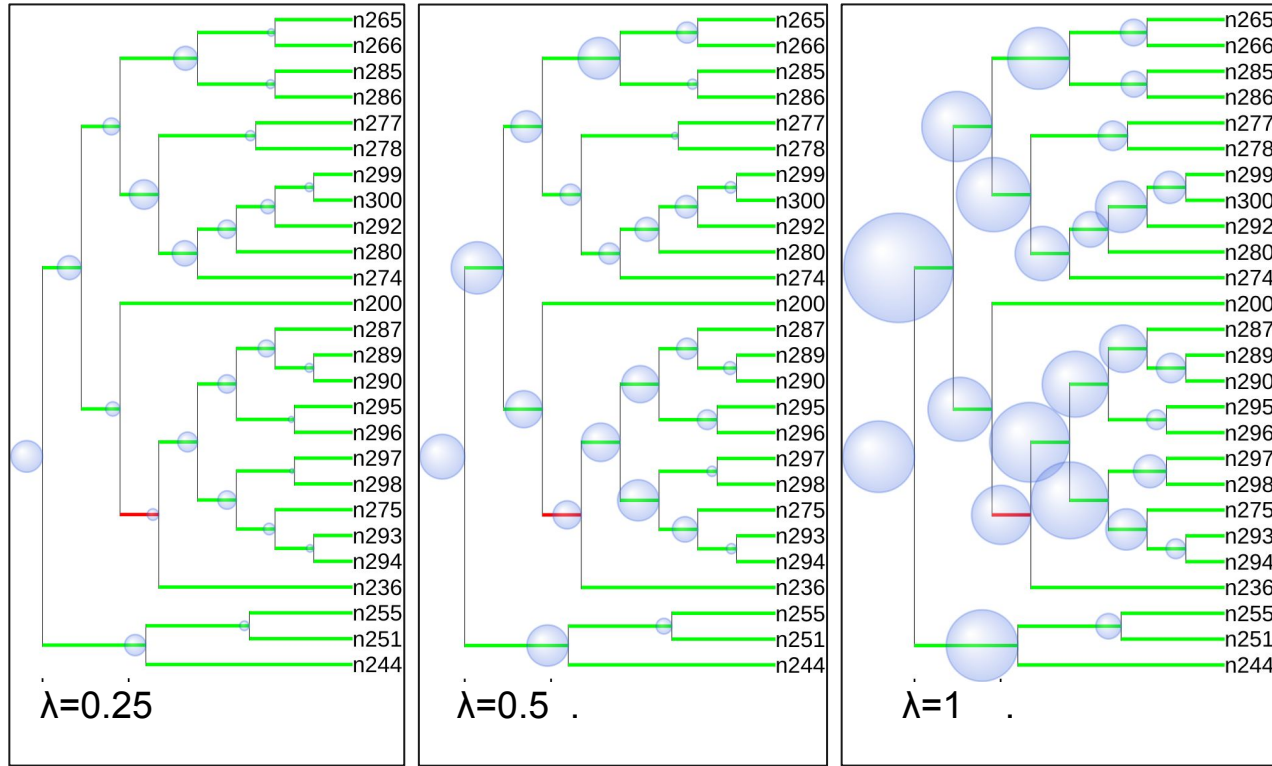 n265
n266
n285
n286
n277
n278
n299
n300
n292
n280
n274
n200
n287
n289
n290
n295
n296
n297
n298
n275
n293
n294
n236
n255
n251
n244
λ=0.25
n265
n266
n285
n286
n277
n278
n299
n300
n292
n280
n274
n200
n287
n289
n290
n295
n296
n297
n298
n275
n293
n294
n236
n255
n251
n244
λ=0.5 .
n265
n266
n285
n286
n277
n278
n299
n300
n292
n280
n274
n200
n287
n289
n290
n295
n296
n297
n298
n275
n293
n294
n236
n255
n251
n244
λ=1 .